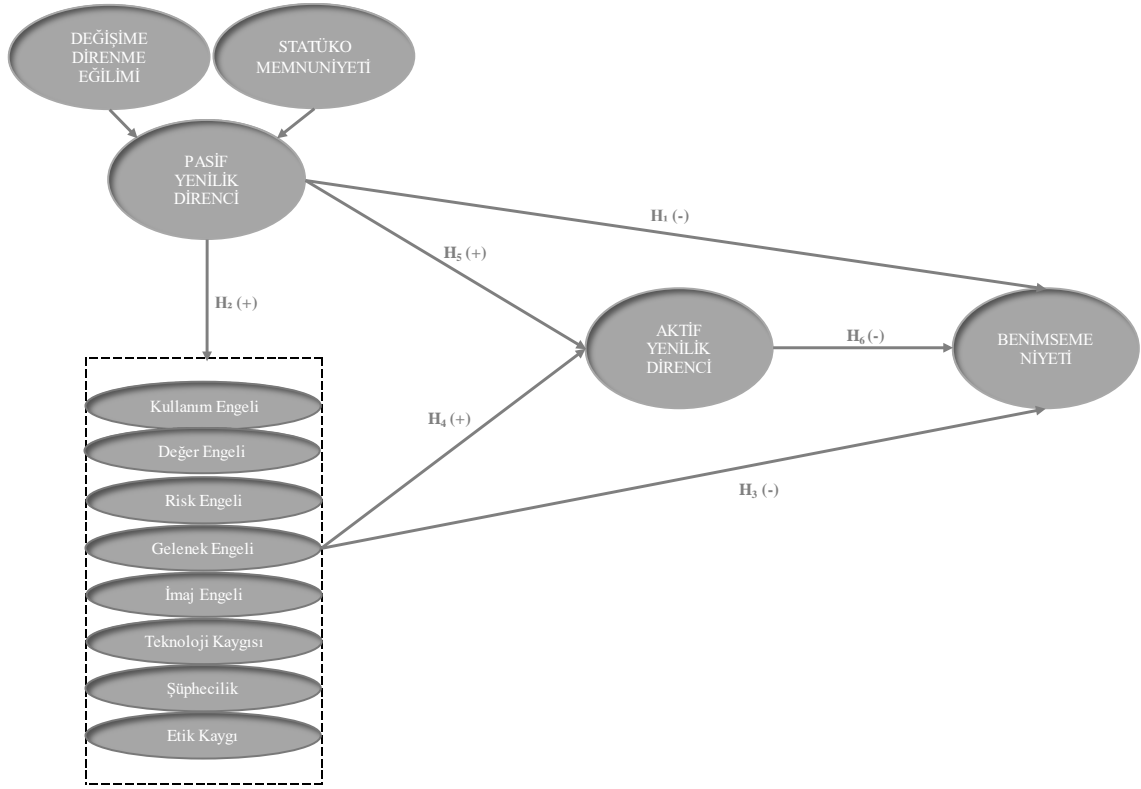 DEĞİŞİME
DİRENME
EĞİLİMİ
STATÜKO
MEMNUNİYETİ
PASİF
YENİLİK
DİRENCİ
H₁ (-)
H₅ (+)
H₂ (+)
AKTİF
YENİLİK
DİRENCİ
H₆ (-)
BENİMSEME
NİYETİ
Kullanım Engeli
H₄ (+)
Değer Engeli
Risk Engeli
H₃ (-)
Gelenek Engeli
İmaj Engeli
Teknoloji Kaygısı
Şüphecilik
Etik Kaygı